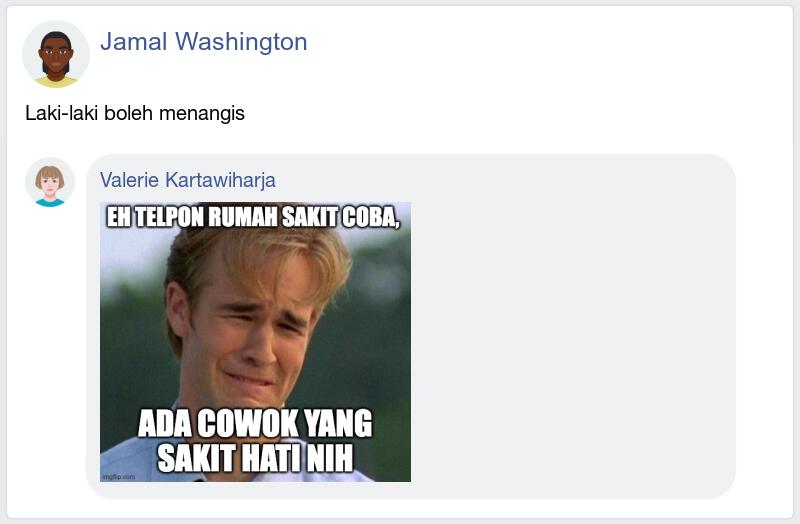 Jamal Washington
Laki-laki boleh menangis
Valerie Kartawiharja
EH TELPON RUMAH SAKIT COBA,
ADA COWOK YANG
SAKIT HATI NIH
imgflip.com